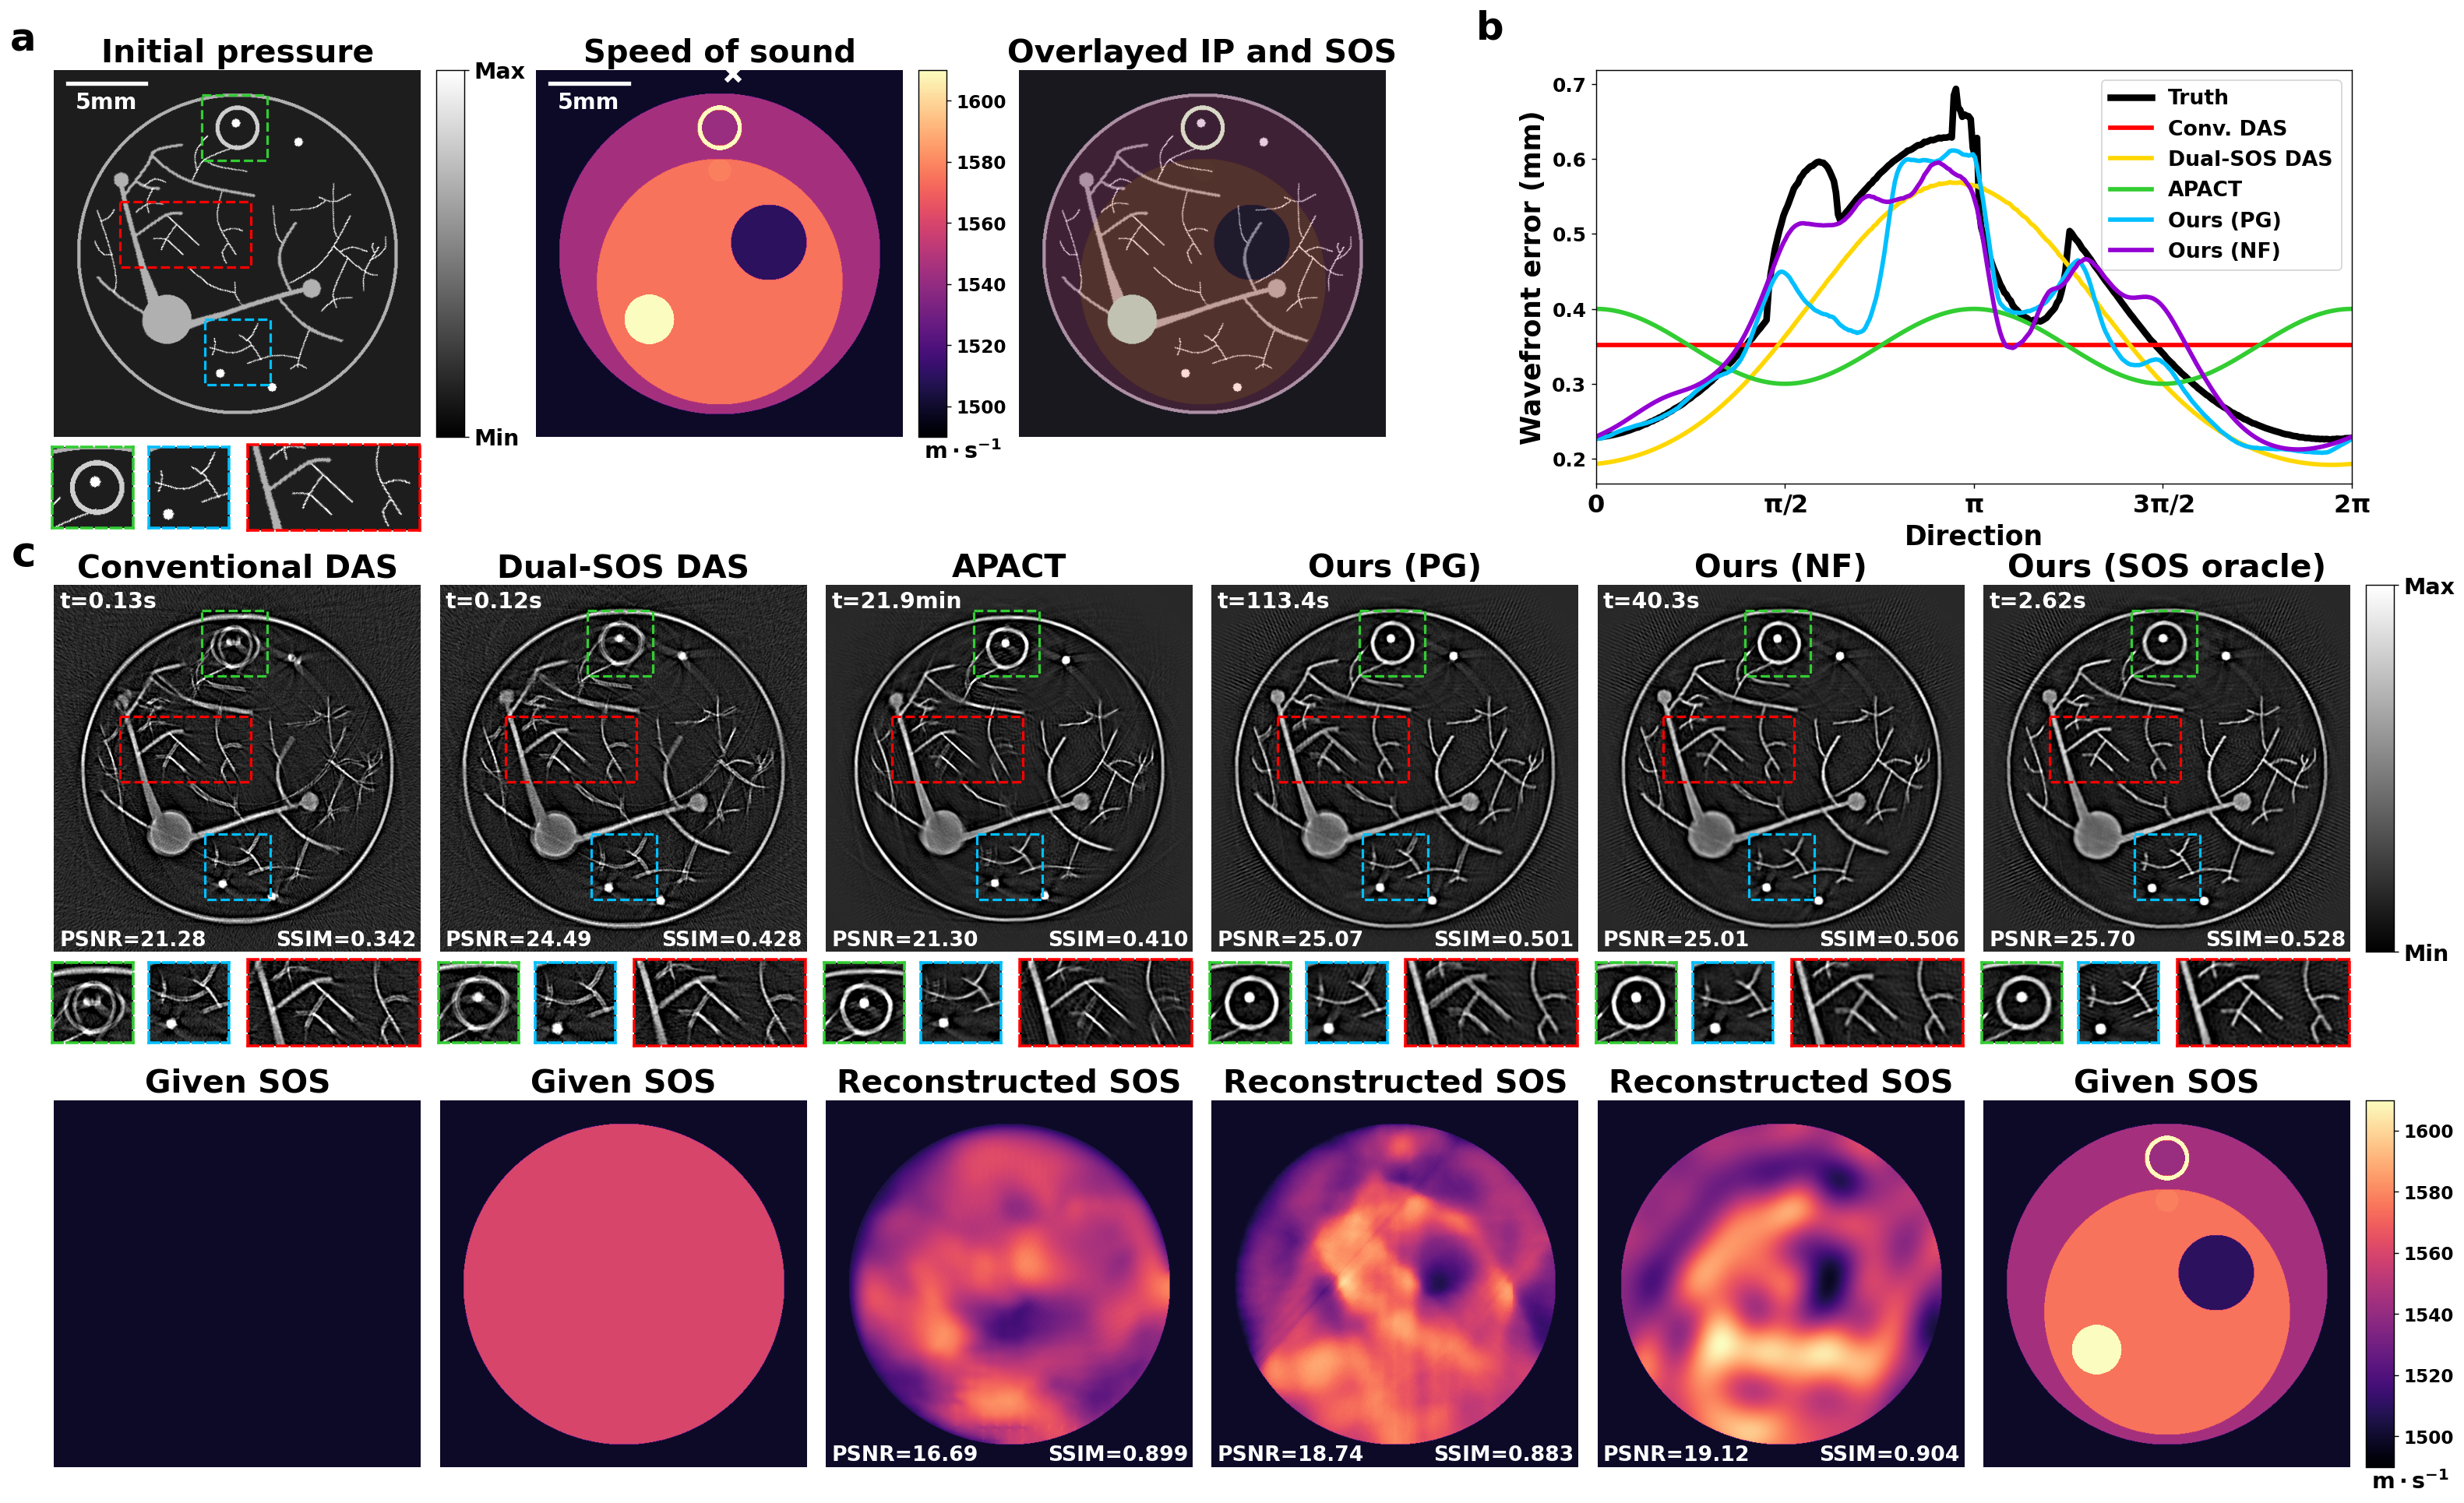 a
Initial pressure
Speed of sound
Overlayed IP and SOS
5mm
Max
Min
5mm
1600
1580
1560
1540
1520
1500
m · s⁻¹
b
Wavefront error (mm)
0.7
0.6
0.5
0.4
0.3
0.2
Truth
Conv. DAS
Dual-SOS DAS
APACT
Ours (PG)
Ours (NF)
0 π/2 π 3π/2 2π
Direction
c
Conventional DAS
t=0.13s
PSNR=21.28 SSIM=0.342
Dual-SOS DAS
t=0.12s
PSNR=24.49 SSIM=0.428
APACT
t=21.9min
PSNR=21.30 SSIM=0.410
Ours (PG)
t=113.4s
PSNR=25.07 SSIM=0.501
Ours (NF)
t=40.3s
PSNR=25.01 SSIM=0.506
Ours (SOS oracle)
t=2.62s
PSNR=25.70 SSIM=0.528
Max
Min
Given SOS
Given SOS
Reconstructed SOS
PSNR=16.69 SSIM=0.899
Reconstructed SOS
PSNR=18.74 SSIM=0.883
Reconstructed SOS
PSNR=19.12 SSIM=0.904
Given SOS
1600
1580
1560
1540
1520
1500
m · s⁻¹